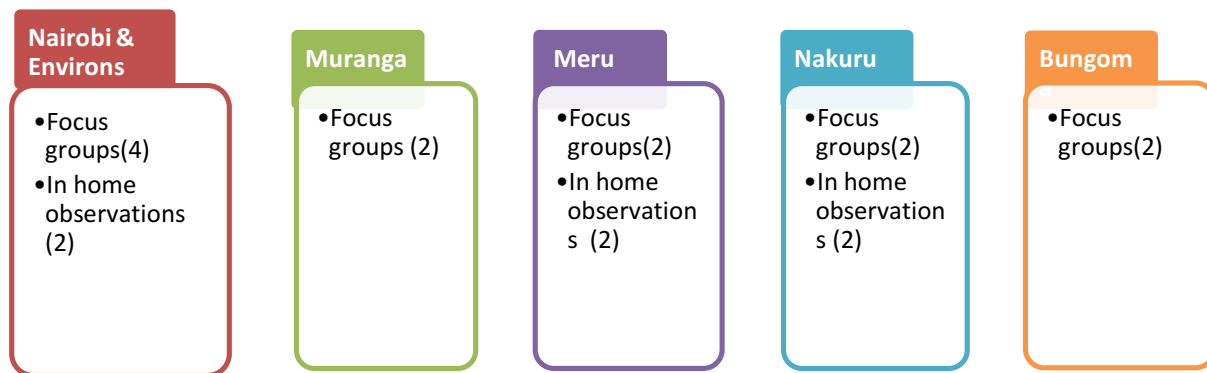 Nairobi &
Environs
•Focus
groups(4)
•In home
observations
(2)
Muranga
•Focus
groups (2)
Meru
•Focus
groups(2)
•In home
observation
s (2)
Nakuru
•Focus
groups(2)
•In home
observation
s (2)
Bungom
a
•Focus
groups(2)